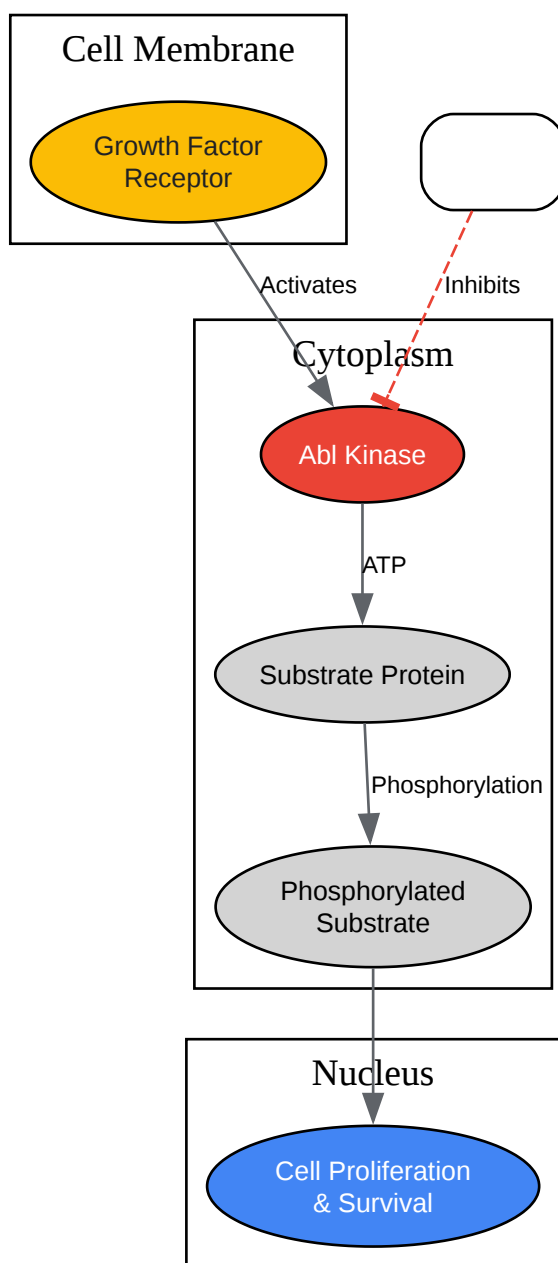 Cell Membrane
Growth Factor
Receptor
Activates
Inhibits
Cytoplasm
Abl Kinase
ATP
Substrate Protein
Phosphorylation
Phosphorylated
Substrate
Nucleus
Cell Proliferation
& Survival